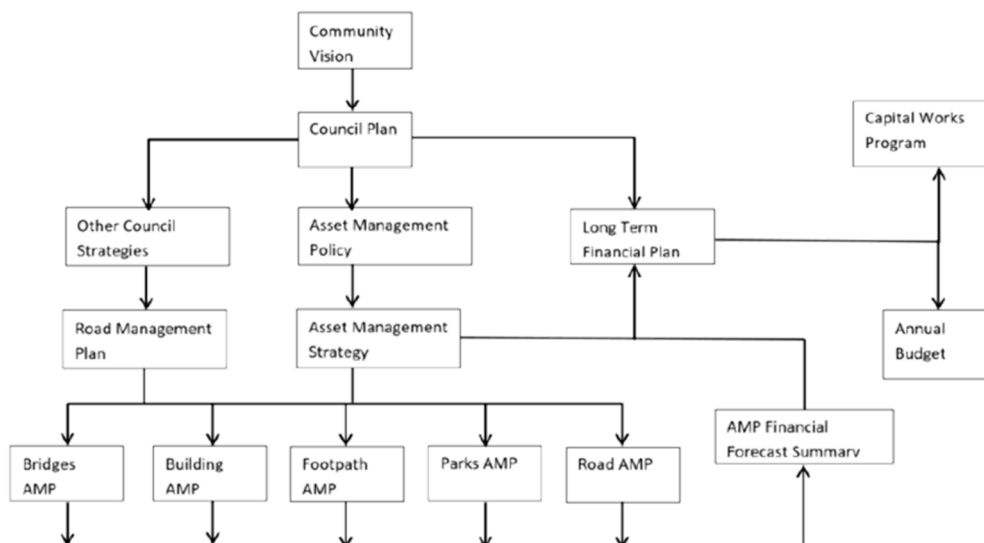 Community
Vision
Council Plan
Capital Works
Program
Other Council
Strategies
Asset Management
Policy
Long Term
Financial Plan
Road Management
Plan
Asset Management
Strategy
Annual
Budget
AMP Financial
Forecast Summary
Bridges
AMP
Building
AMP
Footpath
AMP
Parks AMP
Road AMP